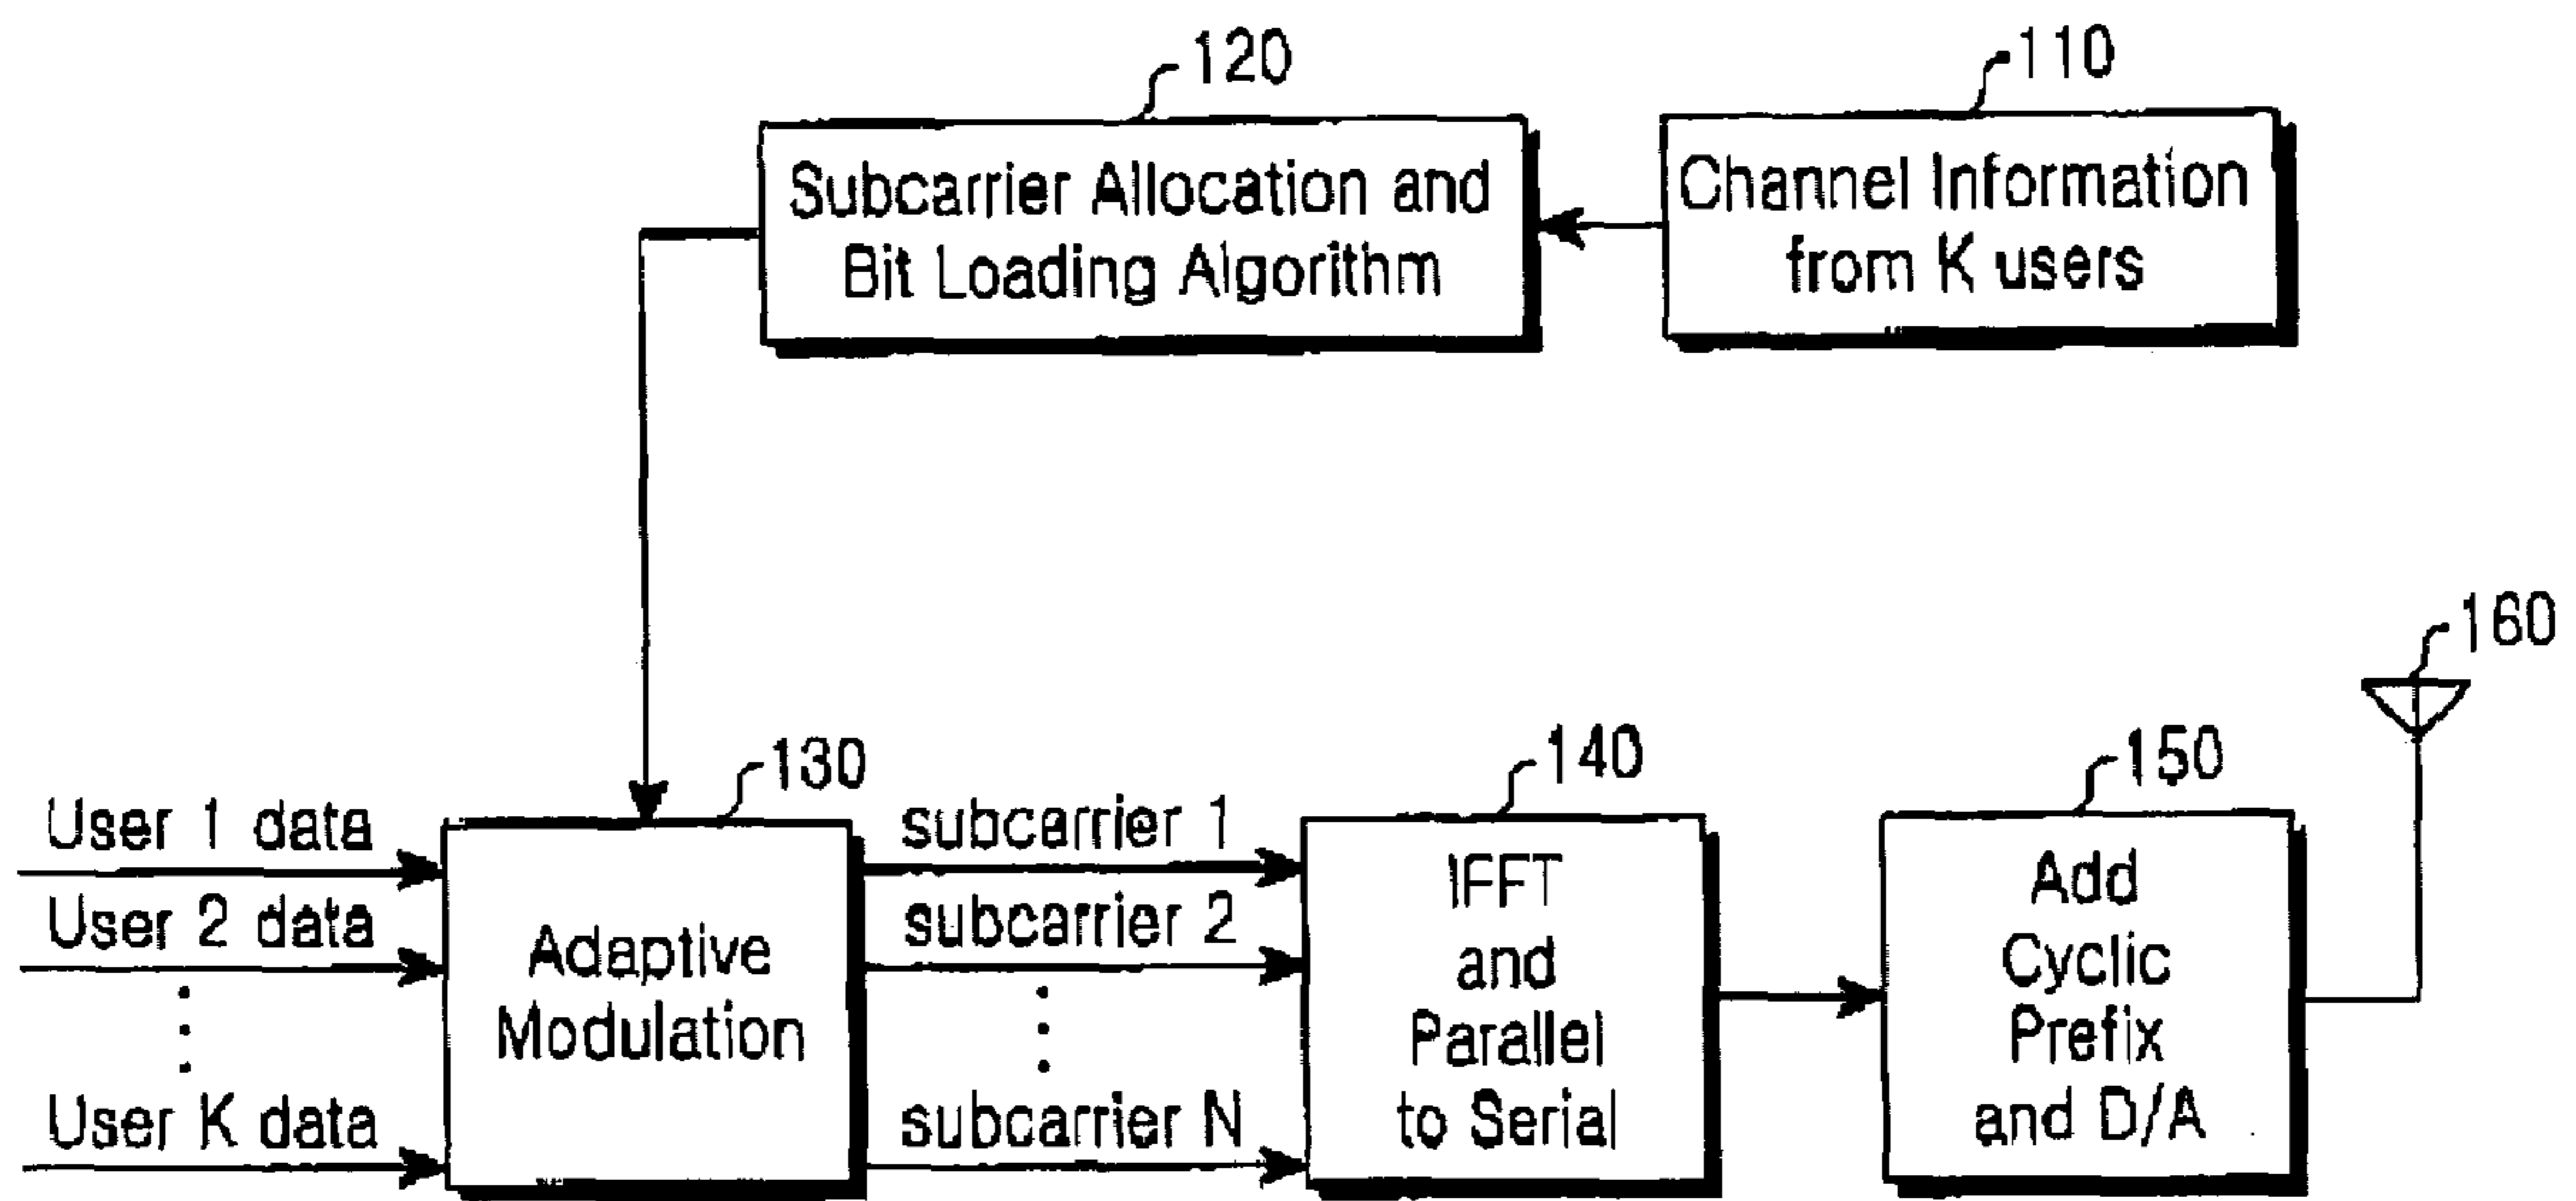 120
110
Subcarrier Allocation and
Bit Loading Algorithm
Channel Information
from K users
160
130
140
150
User 1 data
User 2 data
User K data
Adaptive
Modulation
subcarrier 1
subcarrier 2
subcarrier N
IFFT
and
Parallel
to Serial
Add
Cyclic
Prefix
and D/A